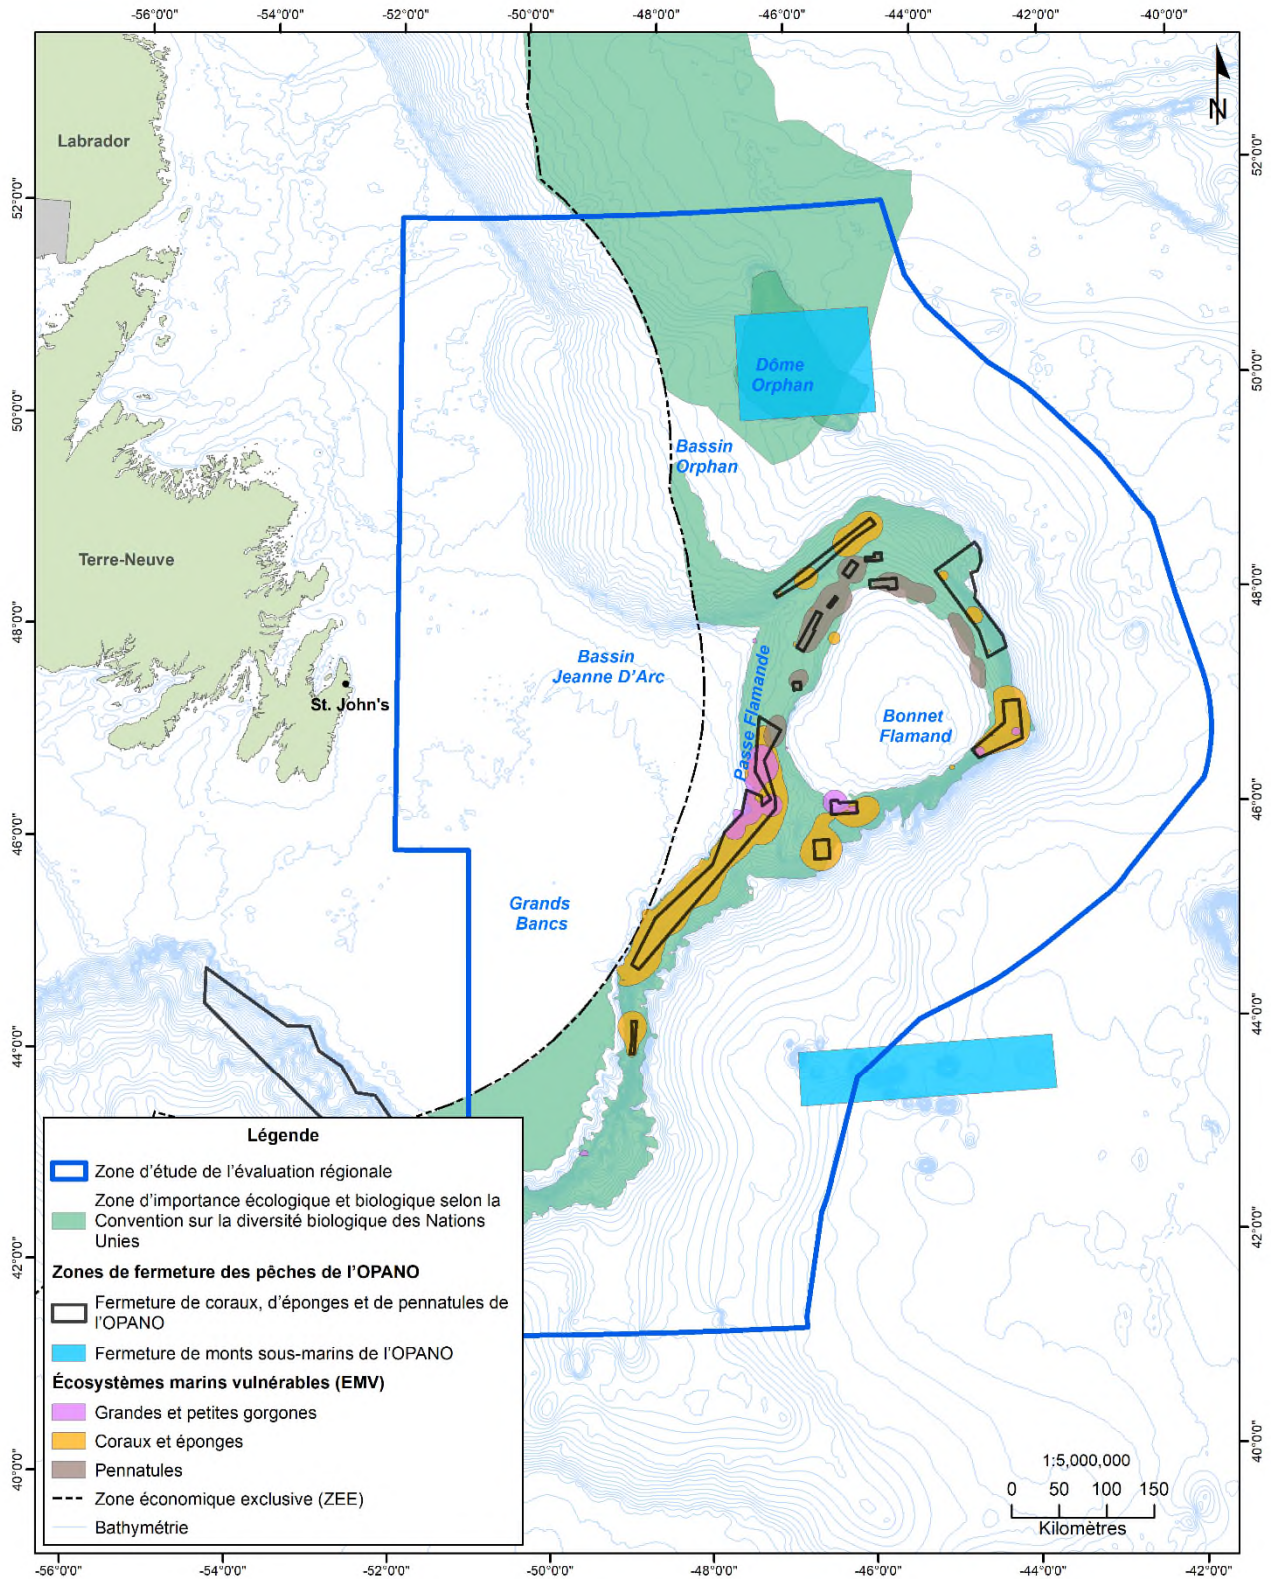 -56°0'0" -54°0'0" -52°0'0" -50°0'0" -48°0'0" -46°0'0" -44°0'0" -42°0'0" -40°0'0"
N
Labrador
52°0'0" 52°0'0"
Dôme
Orphan
50°0'0" 50°0'0"
Bassin
Orphan
Terre-Neuve
48°0'0" 48°0'0"
Bassin
Jeanne D'Arc
Passe Flamande
St. John's
Bonnet
Flamand
46°0'0" 46°0'0"
Grands
Bancs
44°0'0" 44°0'0"
Légende
Zone d'étude de l'évaluation régionale
Zone d'importance écologique et biologique selon la
Convention sur la diversité biologique des Nations
Unies
Zones de fermeture des pêches de l'OPANO
Fermeture de coraux, d'éponges et de pennatules de
l'OPANO
Fermeture de monts sous-marins de l'OPANO
Écosystèmes marins vulnérables (EMV)
Grandes et petites gorgones
Coraux et éponges
Pennatules
Zone économique exclusive (ZEE)
Bathymétrie
42°0'0" 42°0'0"
40°0'0" 40°0'0"
1:5,000,000
0 50 100 150
Kilomètres
-56°0'0" -54°0'0" -52°0'0" -50°0'0" -48°0'0" -46°0'0" -44°0'0" -42°0'0"